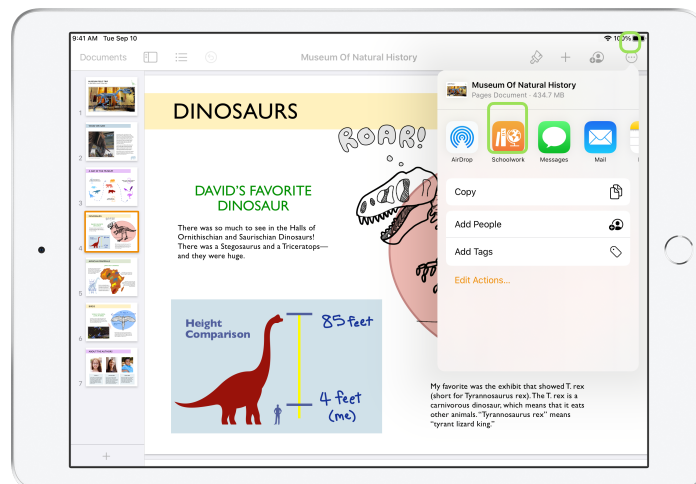 9:41 AM Tue Sep 10
100%
Documents
Museum Of Natural History
1
2
3
4
5
6
7
DINOSAURS
ROAR!
DAVID'S FAVORITE
DINOSAUR
There was so much to see in the Halls of
Ornithischian and Saurischian Dinosaurs!
There was a Stegosaurus and a Triceratops—
and they were huge.
Height
Comparison
85 feet
4 feet
(me)
My favorite was the exhibit that showed T. rex
(short for Tyrannosaurus rex). The T. rex is a
carnivorous dinosaur, which means that it eats
other animals. “Tyrannosaurus rex” means
“tyrant lizard king.”
Museum Of Natural History
Pages Document · 434.7 MB
AirDrop
Schoolwork
Messages
Mail
Copy
Add People
Add Tags
Edit Actions...